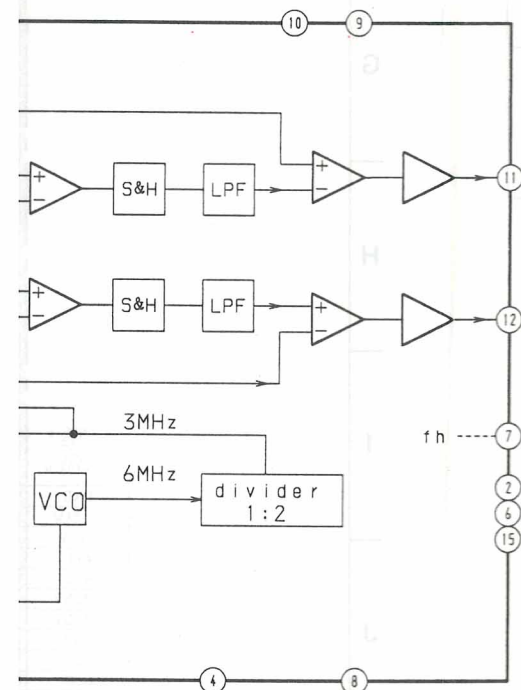 10 9
G
+
+ S&H LPF −
− 11
H
+ S&H LPF +
− − 12
3MHz
fh 7
I
6MHz
VCO divider 2
1:2 6
15
J
4 8